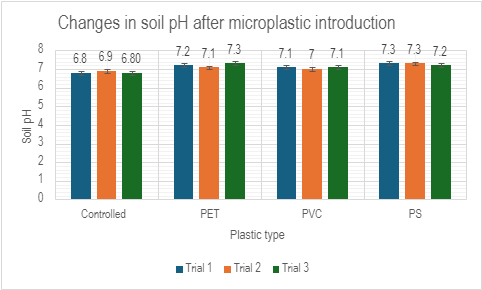 Changes in soil pH after microplastic introduction
Soil pH
8
7
6
5
4
3
2
1
0
6.8 6.9 6.80
7.2 7.1 7.3
7.1 7 7.1
7.3 7.3 7.2
Controlled PET PVC PS
Plastic type
Trial 1 Trial 2 Trial 3